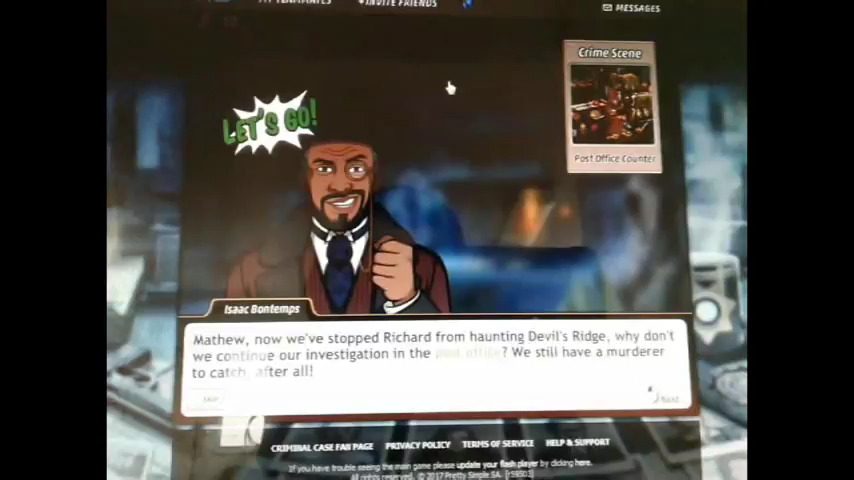 INVITE FRIENDS
MESSAGES
Crime Scene
Post Office Counter
LET'S GO!
Isaac Bontemps
Mathew, now we've stopped Richard from haunting Devil's Ridge, why don't
we continue our investigation in the post office? We still have a murderer
to catch, after all!
SKIP
Next
CRIMINAL CASE FAN PAGE PRIVACY POLICY TERMS OF SERVICE HELP & SUPPORT
If you have trouble seeing the main game please update your flash player by clicking here.
All rights reserved. © 2017 Pretty Simple SA.